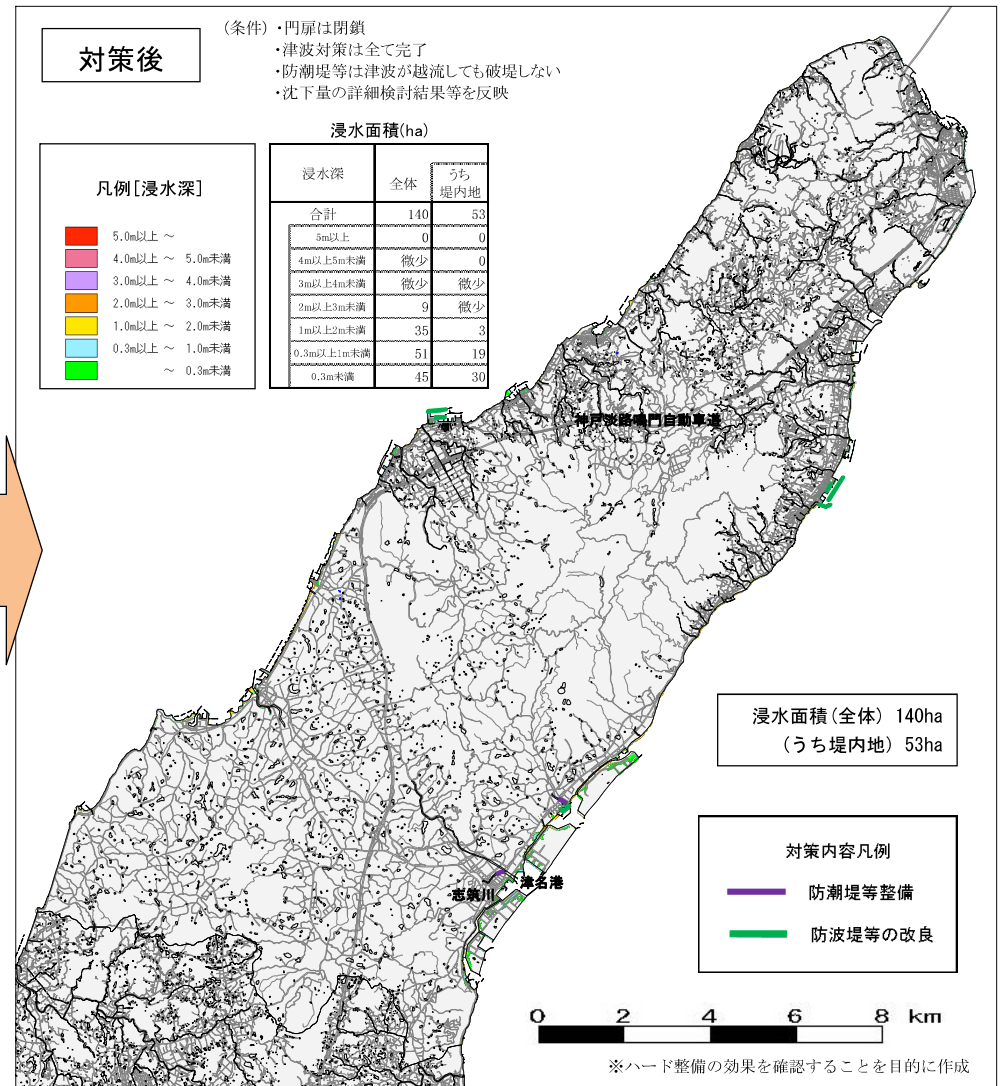 対策後
(条件) ・門扉は閉鎖
・津波対策は全て完了
・防潮堤等は津波が越流しても破堤しない
・沈下量の詳細検討結果等を反映
凡例[浸水深]
5.0m以上 ～
4.0m以上 ～ 5.0m未満
3.0m以上 ～ 4.0m未満
2.0m以上 ～ 3.0m未満
1.0m以上 ～ 2.0m未満
0.3m以上 ～ 1.0m未満
～ 0.3m未満
浸水面積(ha)
浸水深 全体 うち堤内地
合計 140 53
5m以上 0 0
4m以上5m未満 微少 0
3m以上4m未満 微少 微少
2m以上3m未満 9 微少
1m以上2m未満 35 3
0.3m以上1m未満 51 19
0.3m未満 45 30
神戸淡路鳴門自動車道
浸水面積(全体) 140ha
(うち堤内地) 53ha
志筑川
津名港
対策内容凡例
防潮堤等整備
防波堤等の改良
0 2 4 6 8 km
※ハード整備の効果を確認することを目的に作成